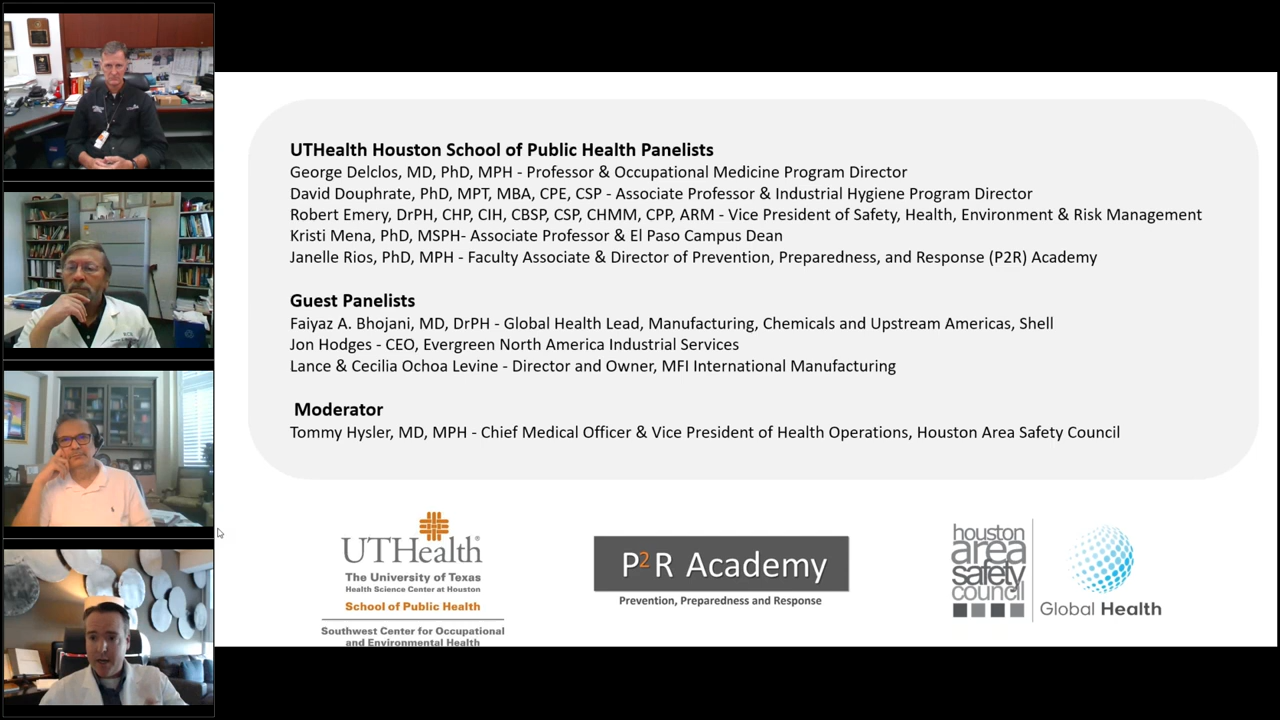 UTHealth Houston School of Public Health Panelists
George Delclos, MD, PhD, MPH - Professor & Occupational Medicine Program Director
David Douphrate, PhD, MPT, MBA, CPE, CSP - Associate Professor & Industrial Hygiene Program Director
Robert Emery, DrPH, CHP, CIH, CBSP, CSP, CHMM, CPP, ARM - Vice President of Safety, Health, Environment & Risk Management
Kristi Mena, PhD, MSPH- Associate Professor & El Paso Campus Dean
Janelle Rios, PhD, MPH - Faculty Associate & Director of Prevention, Preparedness, and Response (P2R) Academy
Guest Panelists
Faiyaz A. Bhojani, MD, DrPH - Global Health Lead, Manufacturing, Chemicals and Upstream Americas, Shell
Jon Hodges - CEO, Evergreen North America Industrial Services
Lance & Cecilia Ochoa Levine - Director and Owner, MFI International Manufacturing
Moderator
Tommy Hysler, MD, MPH - Chief Medical Officer & Vice President of Health Operations, Houston Area Safety Council
UTHealth®
The University of Texas
Health Science Center at Houston
School of Public Health
Southwest Center for Occupational
and Environmental Health
P2R Academy
Prevention, Preparedness and Response
houston
area
safety
council
Global Health